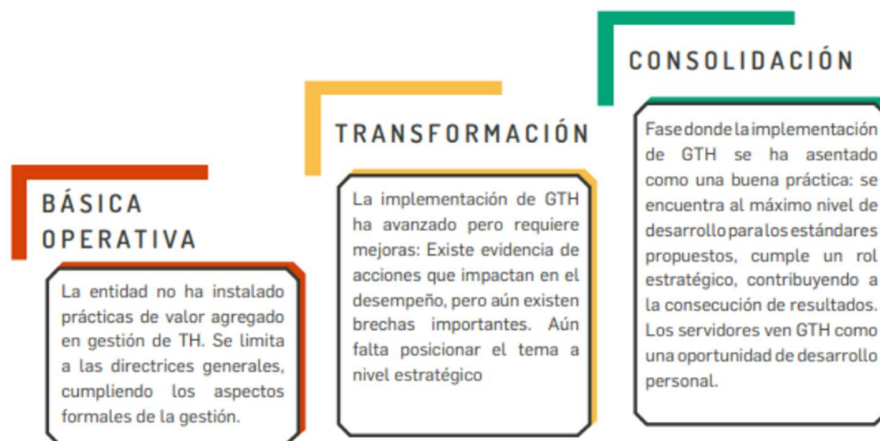 BÁSICA
OPERATIVA
La entidad no ha instalado
prácticas de valor agregado
en gestión de TH. Se limita
a las directrices generales,
cumpliendo los aspectos
formales de la gestión.
TRANSFORMACIÓN
La implementación de GTH
ha avanzado pero requiere
mejoras: Existe evidencia de
acciones que impactan en el
desempeño, pero aún existen
brechas importantes. Aún
falta posicionar el tema a
nivel estratégico
CONSOLIDACIÓN
Fase donde la implementación
de GTH se ha asentado
como una buena práctica: se
encuentra al máximo nivel de
desarrollo para los estándares
propuestos, cumple un rol
estratégico, contribuyendo a
la consecución de resultados.
Los servidores ven GTH como
una oportunidad de desarrollo
personal.